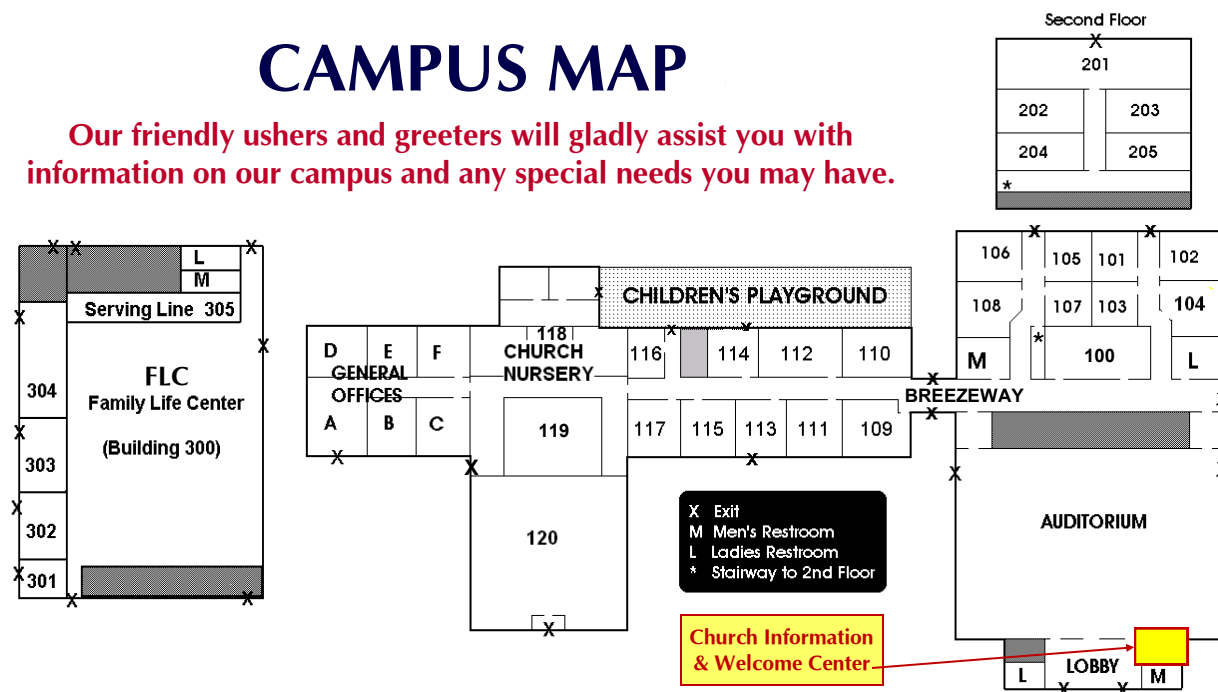 Second Floor
X
CAMPUS MAP
201
Our friendly ushers and greeters will gladly assist you with
information on our campus and any special needs you may have.
202 203
204 205
*
X X X
L
M
Serving Line 305
X
X
304
FLC
Family Life Center
(Building 300)
X
303
X
302
X
301
X X
X
CHILDREN'S PLAYGROUND
X X
118
CHURCH
NURSERY
D E F
GENERAL
OFFICES
A B C
X
116 114 112 110
117 115 113 111 109
X
119
X
120
X
X X
106 105 101 102
108 107 103 104
*
100
M L
X
BREEZEWAY
X
X
AUDITORIUM
X Exit
M Men's Restroom
L Ladies Restroom
* Stairway to 2nd Floor
Church Information
& Welcome Center
LOBBY
L M
X X